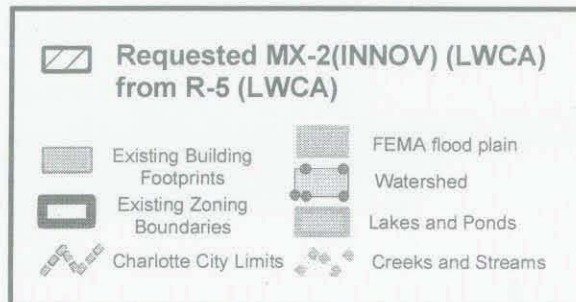 Requested MX-2(INNOV) (LWCA)
from R-5 (LWCA)
Existing Building
Footprints
Existing Zoning
Boundaries
Charlotte City Limits
FEMA flood plain
Watershed
Lakes and Ponds
Creeks and Streams